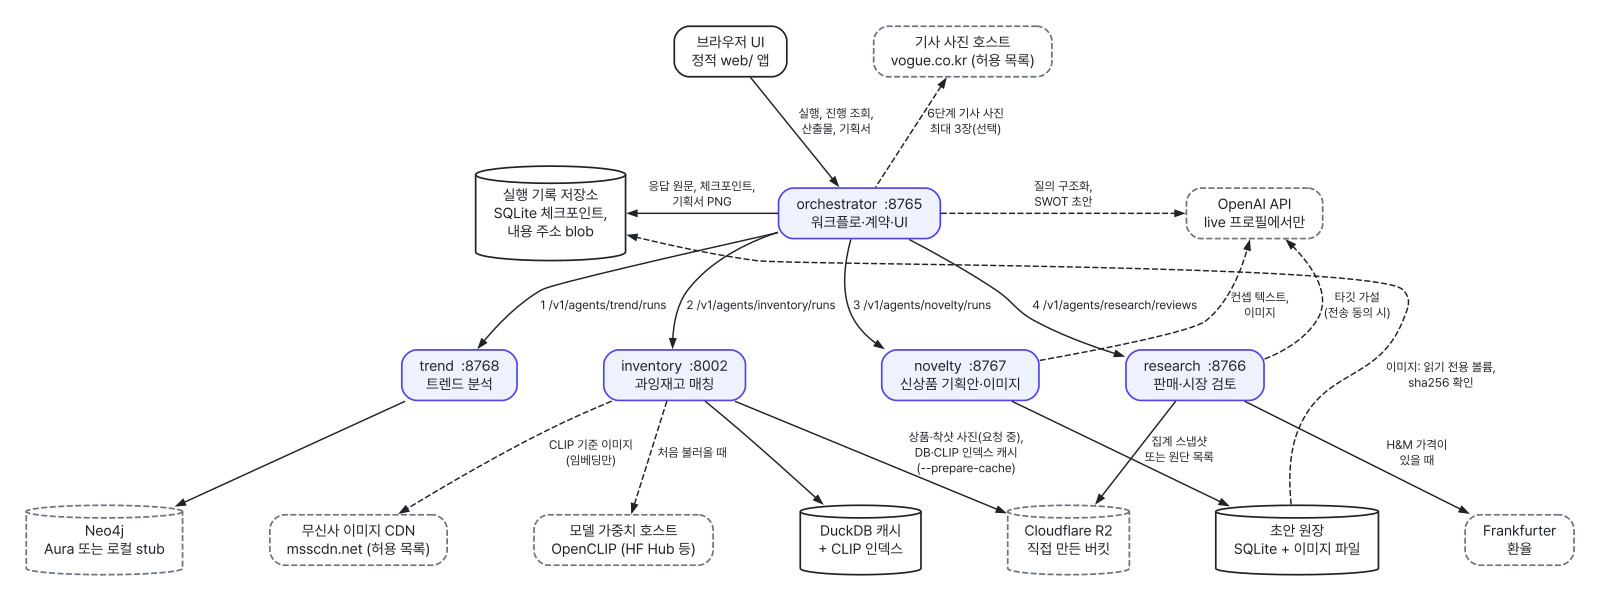 브라우저 UI
정적 web/ 앱
기사 사진 호스트
vogue.co.kr (허용 목록)
실행, 진행 조회,
산출물, 기획서
6단계 기사 사진
최대 3장(선택)
실행 기록 저장소
SQLite 체크포인트,
내용 주소 blob
응답 원문, 체크포인트,
기획서 PNG
orchestrator :8765
워크플로·계약·UI
질의 구조화,
SWOT 초안
OpenAI API
live 프로필에서만
1 /v1/agents/trend/runs
2 /v1/agents/inventory/runs
3 /v1/agents/novelty/runs
4 /v1/agents/research/reviews
컨셉 텍스트,
이미지
타깃 가설
(전송 동의 시)
trend :8768
트렌드 분석
inventory :8002
과잉재고 매칭
novelty :8767
신상품 기획안·이미지
research :8766
판매·시장 검토
이미지: 읽기 전용 볼륨,
sha256 확인
CLIP 기준 이미지
(임베딩만)
처음 불러올 때
상품·착샷 사진(요청 중),
DB·CLIP 인덱스 캐시
(--prepare-cache)
집계 스냅샷
또는 원단 목록
H&M 가격이
있을 때
Neo4j
Aura 또는 로컬 stub
무신사 이미지 CDN
msscdn.net (허용 목록)
모델 가중치 호스트
OpenCLIP (HF Hub 등)
DuckDB 캐시
+ CLIP 인덱스
Cloudflare R2
직접 만든 버킷
초안 원장
SQLite + 이미지 파일
Frankfurter
환율